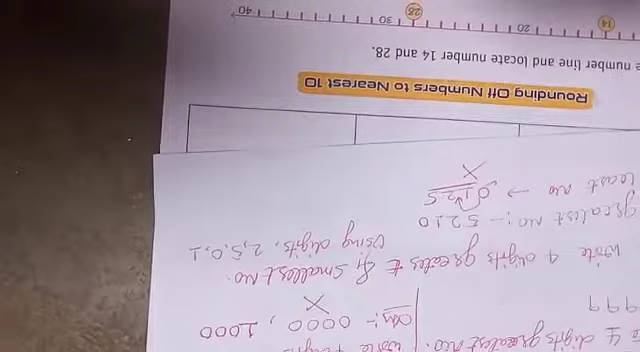 4 digits greatest no.
999
Ans:- 0000, 1000
Write 4 digits greatest & smallest no.
using digits, 2, 5, 0, 1
greatest no:- 5210
least no → 0125
Rounding Off Numbers to Nearest 10
number line and locate number 14 and 28.
14 20 28 30 40